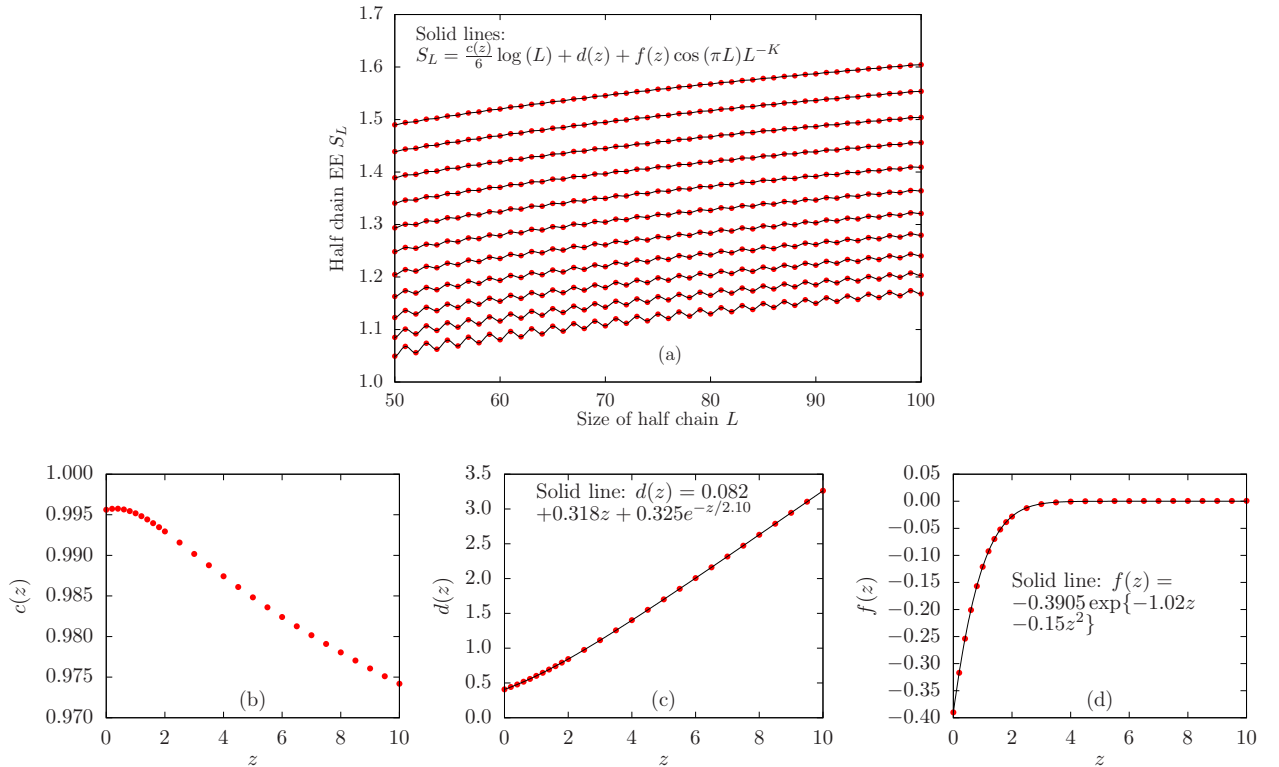 1.7
1.6
1.5
1.4
1.3
1.2
1.1
1.0
Half chain EE $S_L$
Solid lines:
$S_L = \frac{c(z)}{6} \log(L) + d(z) + f(z) \cos(\pi L) L^{-K}$
(a)
50 60 70 80 90 100
Size of half chain $L$
1.000
0.995
0.990
0.985
0.980
0.975
0.970
c(z)
(b)
0 2 4 6 8 10
z
3.5
3.0
2.5
2.0
1.5
1.0
0.5
0.0
d(z)
Solid line: $d(z) = 0.082$
$+0.318z + 0.325e^{-z/2.10}$
(c)
0 2 4 6 8 10
z
0.05
0.00
−0.05
−0.10
−0.15
−0.20
−0.25
−0.30
−0.35
−0.40
f(z)
Solid line: $f(z) =$
$-0.3905 \exp\{-1.02z$
$-0.15z^2\}$
(d)
0 2 4 6 8 10
z